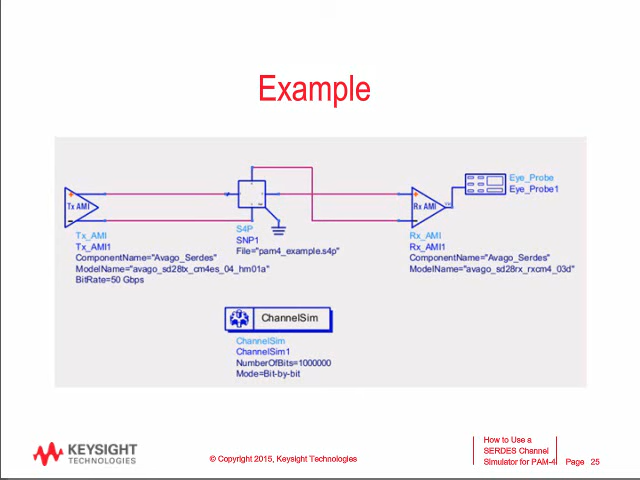 Example
Tx AMI
Rx AMI
Eye_Probe
Eye_Probe1
Tx_AMI
Tx_AMI1
ComponentName="Avago_Serdes"
ModelName="avago_sd28tx_cm4es_04_hm01a"
BitRate=50 Gbps
S4P
SNP1
File="pam4_example.s4p"
Rx_AMI
Rx_AMI1
ComponentName="Avago_Serdes"
ModelName="avago_sd28rx_rxcm4_03d"
ChannelSim
ChannelSim
ChannelSim1
NumberOfBits=1000000
Mode=Bit-by-bit
KEYSIGHT
TECHNOLOGIES
© Copyright 2015, Keysight Technologies
How to Use a
SERDES Channel
Simulator for PAM-4
Page 25